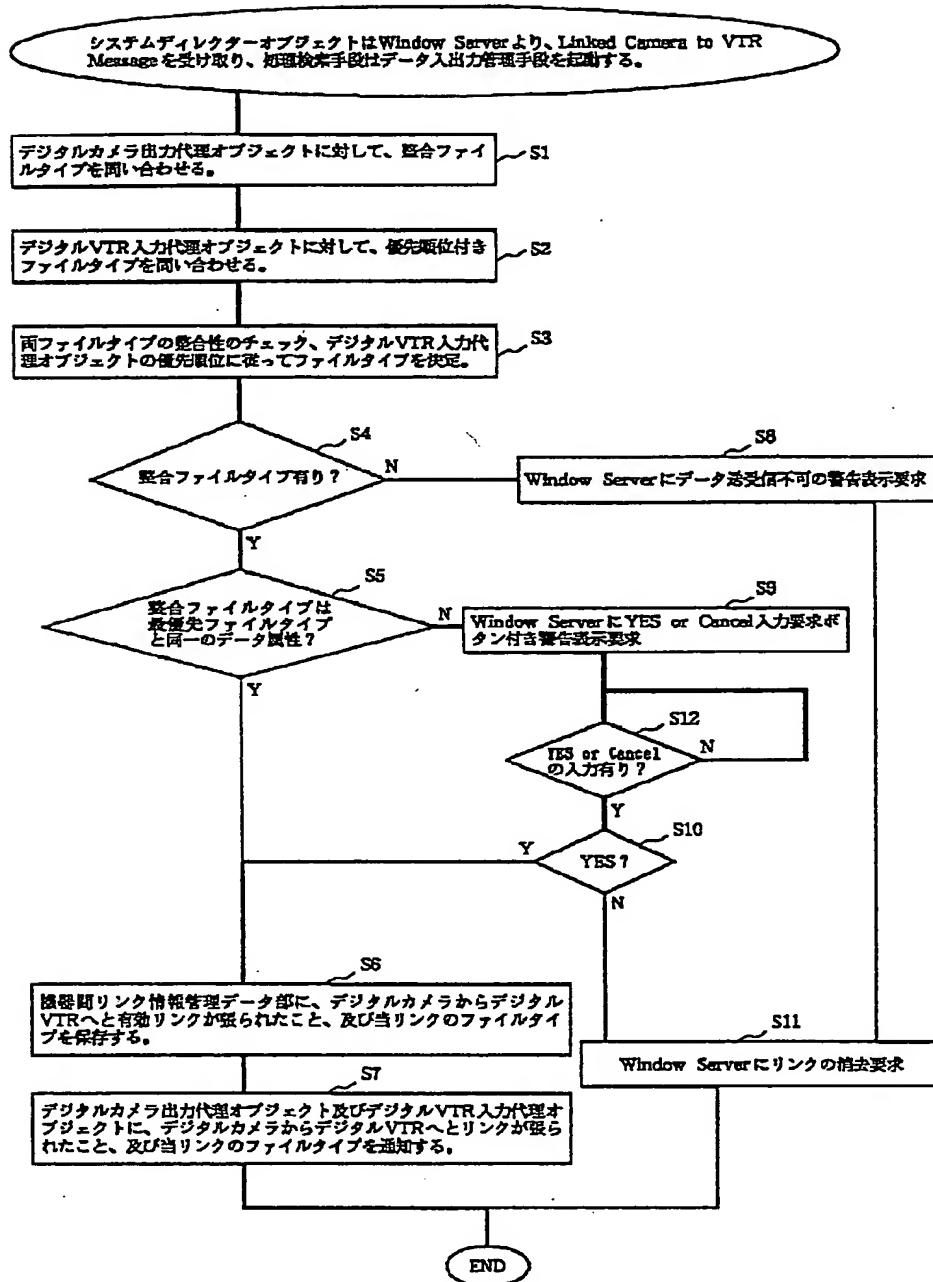 システムディレクターオブジェクトはWindow Serverより、Linked Camera to VTR
Messageを受け取り、処理検索手段はデータ入出力管理手段を起動する。
デジタルカメラ出力代理オブジェクトに対して、整合ファイ
ルタイプを問い合わせる。
S1
デジタルVTR入力代理オブジェクトに対して、優先順位付き
ファイルタイプを問い合わせる。
S2
両ファイルタイプの整合性のチェック、デジタルVTR入力代
理オブジェクトの優先順位に従ってファイルタイプを決定。
S3
S4
整合ファイルタイプ有り？
N
Y
S8
Window Serverにデータ送受信不可の警告表示要求
S5
整合ファイルタイプは
最優先ファイルタイプ
と同一のデータ属性？
N
Y
S9
Window ServerにYES or Cancel入力要求ボ
タン付き警告表示要求
S12
YES or Cancel
の入力有り？
N
Y
S10
YES？
Y
N
S6
機器間リンク情報管理データ部に、デジタルカメラからデジタル
VTRへと有効リンクが張られたこと、及び当リンクのファイルタイ
プを保存する。
S11
Window Serverにリンクの消去要求
S7
デジタルカメラ出力代理オブジェクト及びデジタルVTR入力代理オ
ブジェクトに、デジタルカメラからデジタルVTRへとリンクが張ら
れたこと、及び当リンクのファイルタイプを通知する。
END